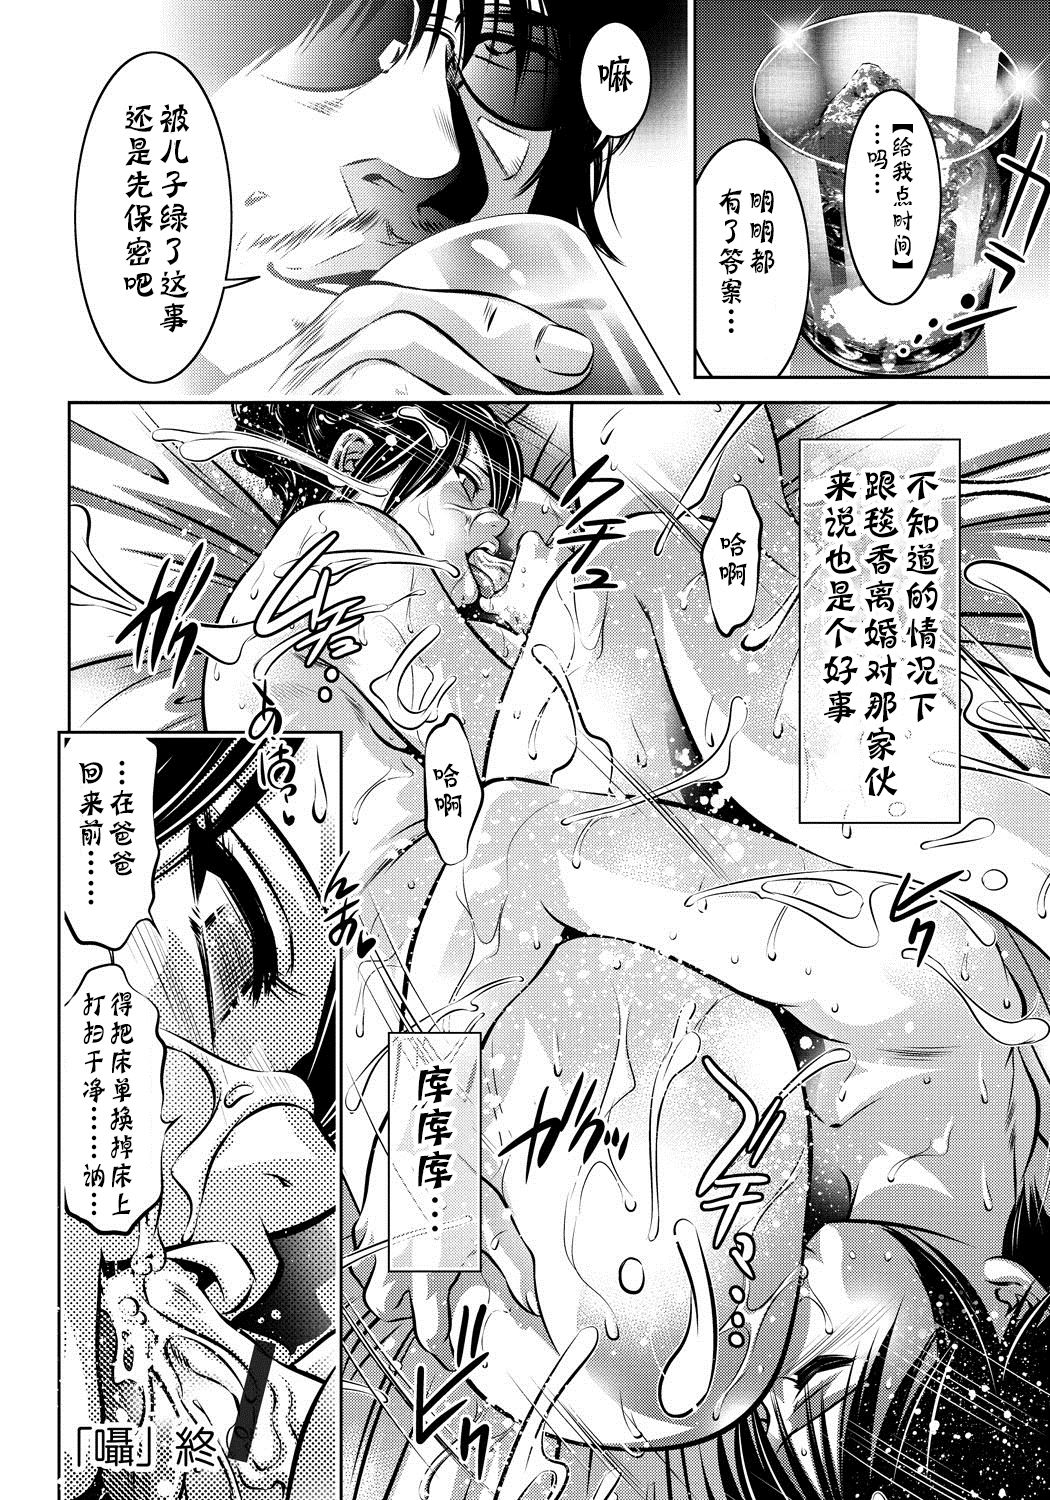 【给我点时间】
…吗…
明明都
有了答案…
嘛
被儿子绿了这事
还是先保密吧
不知道的情况下
跟毯香离婚对那家伙
来说也是个好事
哈啊
哈啊
库库库…
…在爸爸
回来前……
得把床单换掉床上
打扫干净……讷…
「囁」終